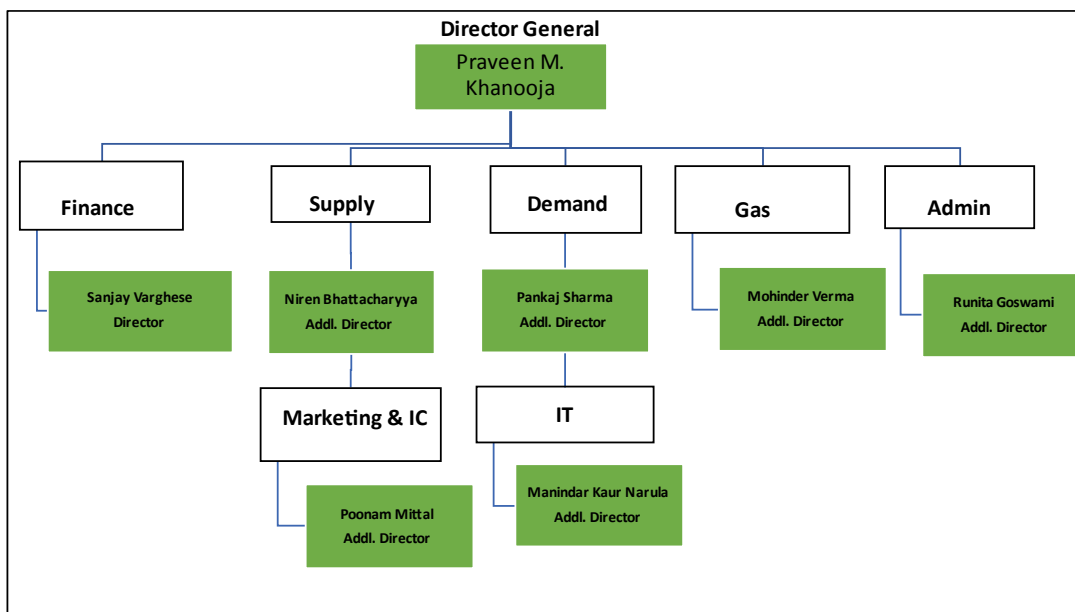 Director General
Praveen M.
Khanooja
Finance
Supply
Demand
Gas
Admin
Sanjay Varghese
Director
Niren Bhattacharyya
Addl. Director
Pankaj Sharma
Addl. Director
Mohinder Verma
Addl. Director
Runita Goswami
Addl. Director
Marketing & IC
IT
Poonam Mittal
Addl. Director
Manindar Kaur Narula
Addl. Director